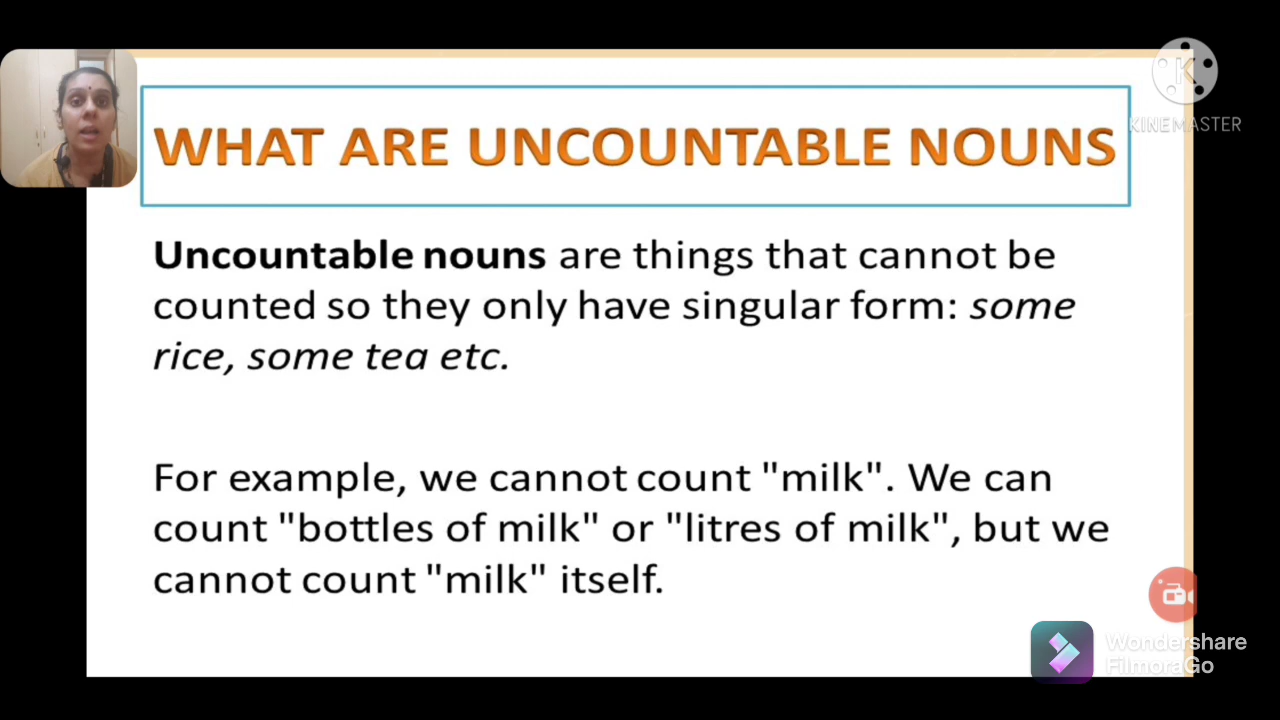 WHAT ARE UNCOUNTABLE NOUNS
KINEMASTER
Uncountable nouns are things that cannot be
counted so they only have singular form: some
rice, some tea etc.
For example, we cannot count "milk". We can
count "bottles of milk" or "litres of milk", but we
cannot count "milk" itself.
Wondershare
FilmoraGo